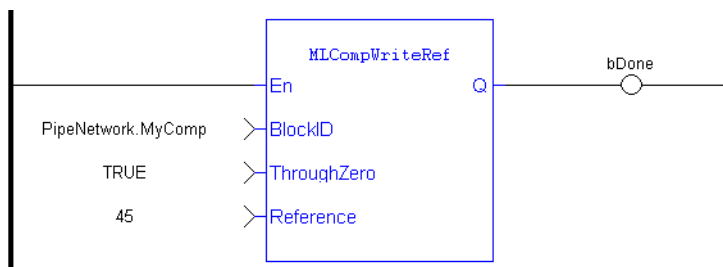 MLCompWriteRef
bDone
En Q
PipeNetwork.MyComp BlockID
TRUE ThroughZero
45 Reference